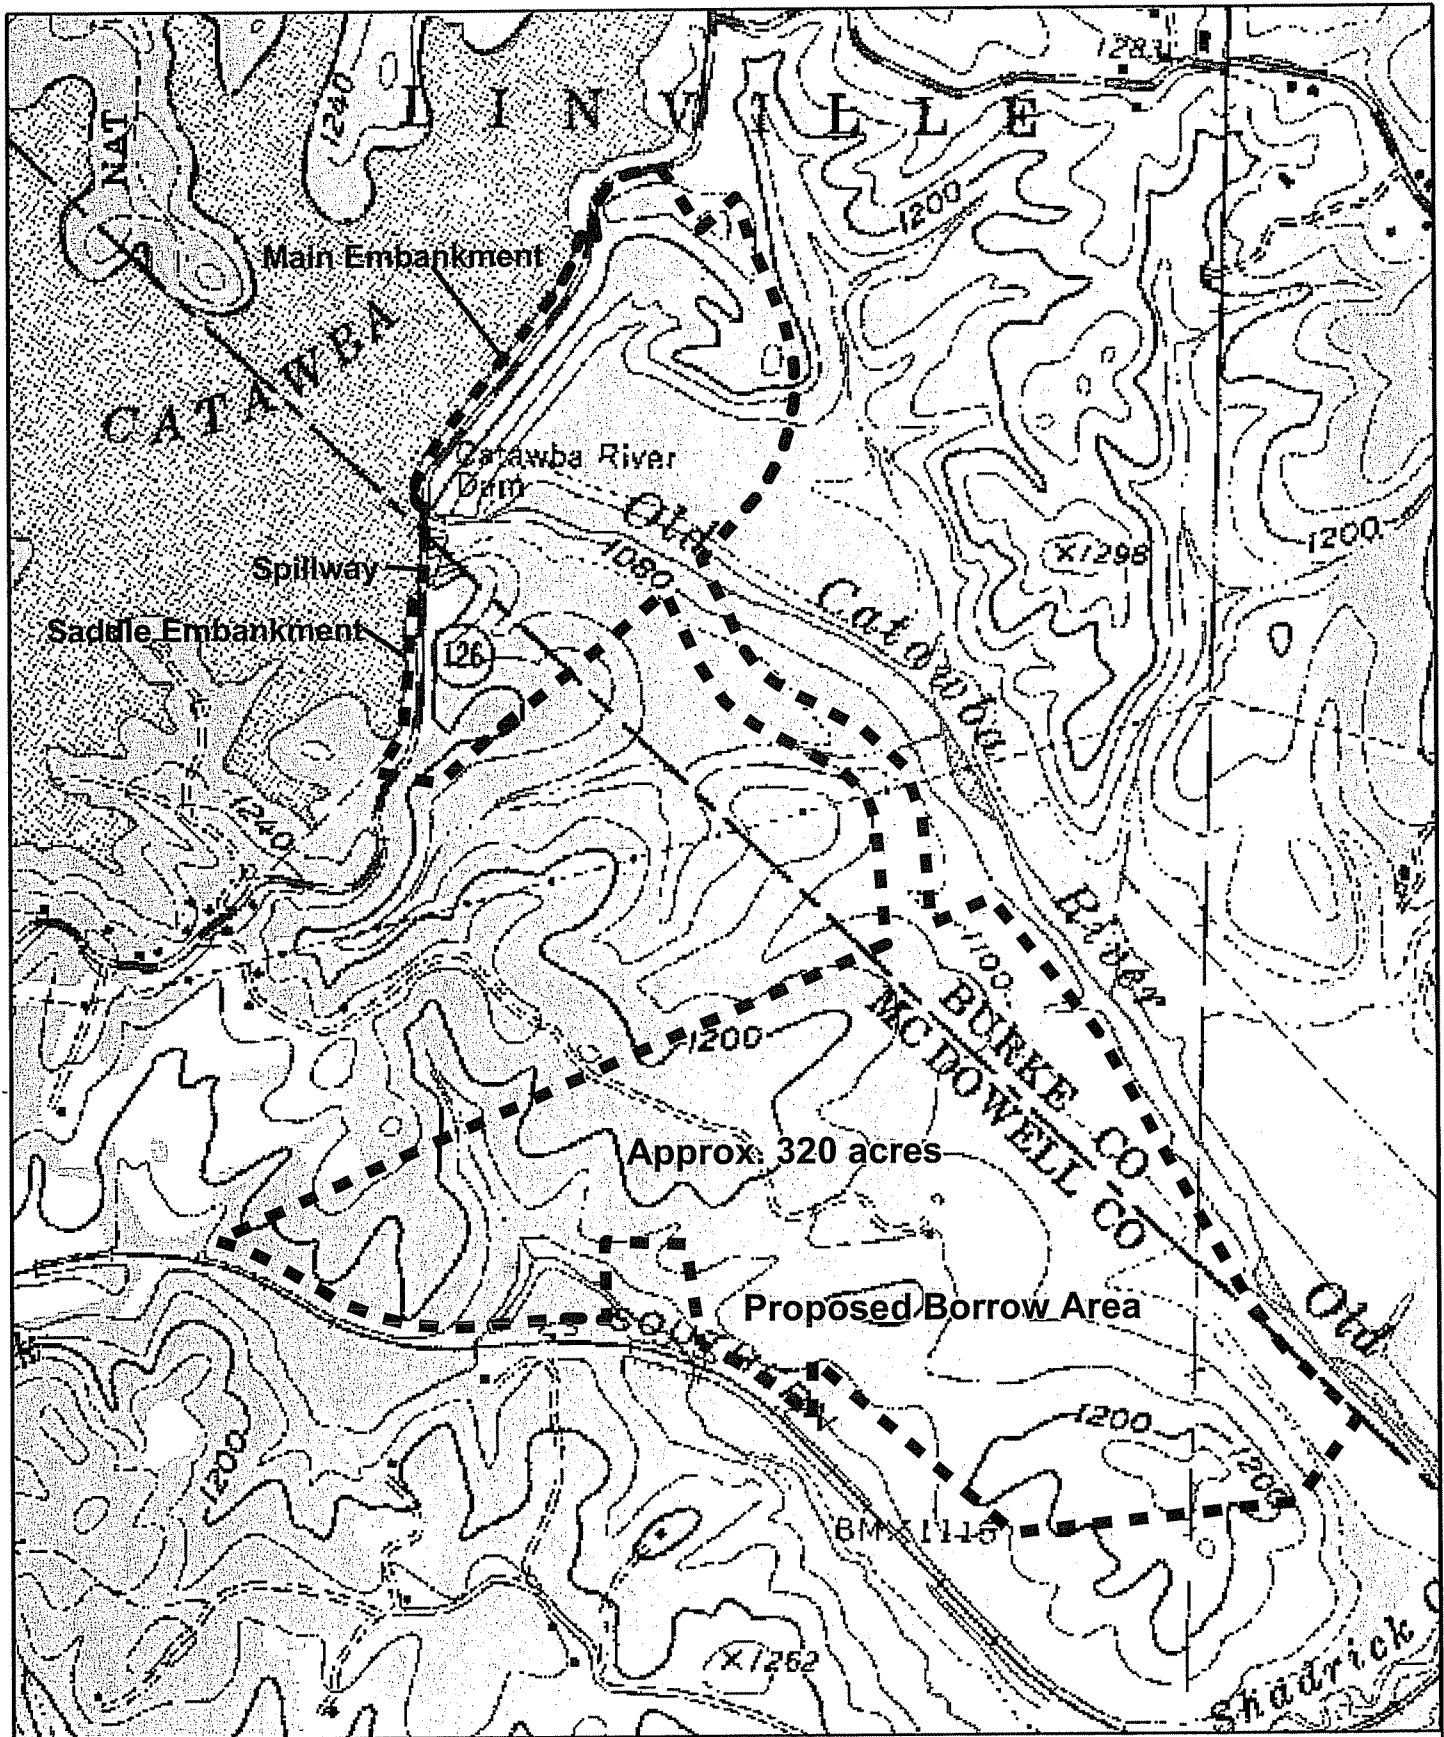 1283
1240
L I N V I L L E
NAT
1200
Main Embankment
CATAWBA
Catawba River
Dam
Old
1080
1200
X1298
Spillway
Catawba
Saddle Embankment
126
1240
River
1100
BURKE CO
MC DOWELL CO
1200
Approx. 320 acres
Proposed Borrow Area
SOUTHERN
Old
1200
1200
1200
BM X 1115
X1262
Shadrick